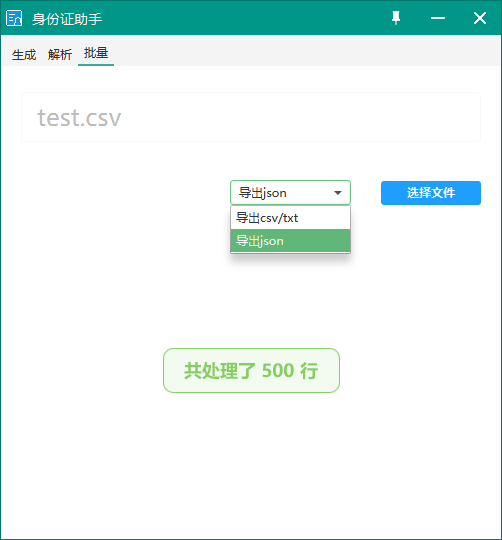 身份证助手
生成 解析 批量
test.csv
导出json 选择文件
导出csv/txt
导出json
共处理了 500 行